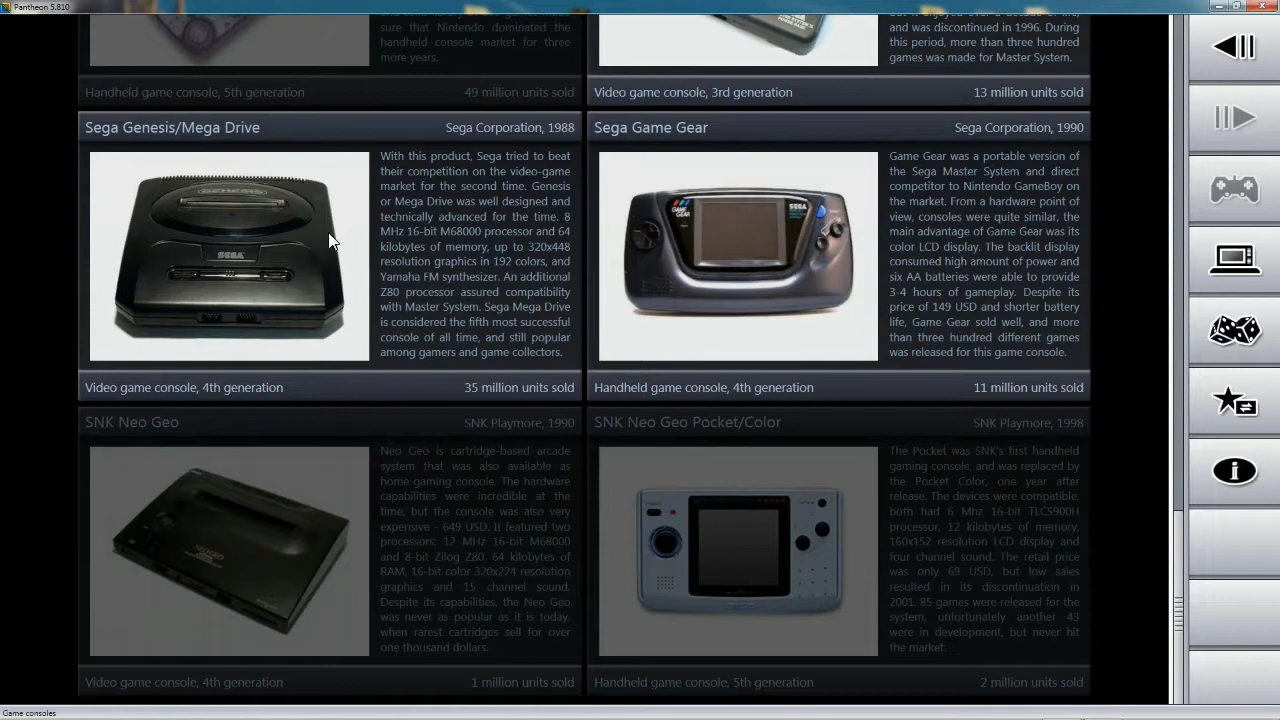 Pantheon 5.810
sure that Nintendo dominated the
handheld console market for three
more years.
Handheld game console, 5th generation
49 million units sold
and was discontinued in 1996. During
this period, more than three hundred
games was made for Master System.
Video game console, 3rd generation
13 million units sold
Sega Genesis/Mega Drive
Sega Corporation, 1988
With this product, Sega tried to beat
their competition on the video-game
market for the second time. Genesis
or Mega Drive was well designed and
technically advanced for the time. 8
MHz 16-bit M68000 processor and 64
kilobytes of memory, up to 320x448
resolution graphics in 192 colors, and
Yamaha FM synthesizer. An additional
Z80 processor assured compatibility
with Master System. Sega Mega Drive
is considered the fifth most successful
console of all time, and still popular
among gamers and game collectors.
SEGA
Video game console, 4th generation
35 million units sold
Sega Game Gear
Sega Corporation, 1990
GAME GEAR
SEGA
Game Gear was a portable version of
the Sega Master System and direct
competitor to Nintendo GameBoy on
the market. From a hardware point of
view, consoles were quite similar, the
main advantage of Game Gear was its
color LCD display. The backlit display
consumed high amount of power and
six AA batteries were able to provide
3-4 hours of gameplay. Despite its
price of 149 USD and shorter battery
life, Game Gear sold well, and more
than three hundred different games
was released for this game console.
Handheld game console, 4th generation
11 million units sold
SNK Neo Geo
SNK Playmore, 1990
Neo Geo is cartridge-based arcade
system that was also available as
home gaming console. The hardware
capabilities were incredible at the
time, but the console was also very
expensive - 649 USD. It featured two
processors: 12 MHz 16-bit M68000
and 8-bit Zilog Z80, 64 kilobytes of
RAM, 16-bit color 320x224 resolution
graphics and 15 channel sound.
Despite its capabilities, the Neo Geo
was never as popular as it is today,
when rarest cartridges sell for over
one thousand dollars.
Video game console, 4th generation
1 million units sold
SNK Neo Geo Pocket/Color
SNK Playmore, 1998
The Pocket was SNK's first handheld
gaming console, and was replaced by
the Pocket Color, one year after
release. The devices were compatible,
both had 6 Mhz 16-bit TLCS900H
processor, 12 kilobytes of memory,
160x152 resolution LCD display and
four channel sound. The retail price
was only 69 USD, but low sales
resulted in its discontinuation in
2001. 85 games were released for the
system, unfortunately another 43
were in development, but never hit
the market.
Handheld game console, 5th generation
2 million units sold
Game consoles